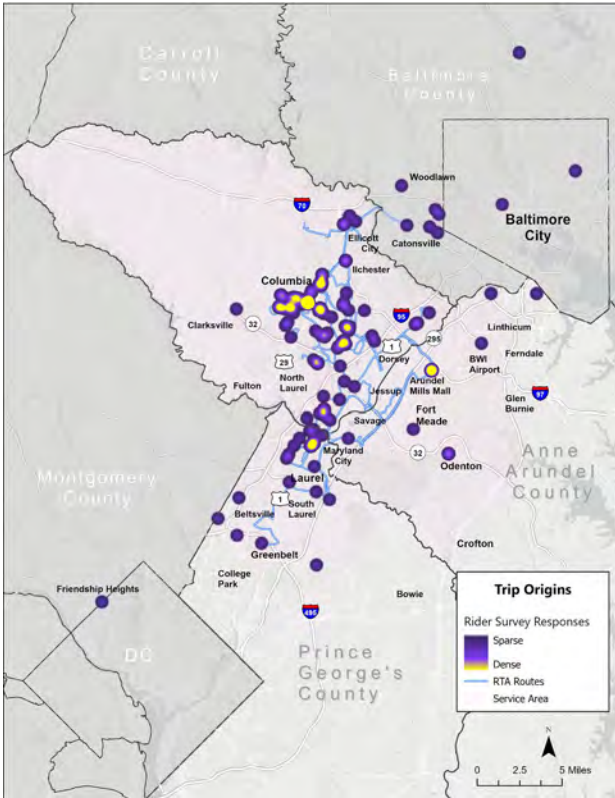 Carroll
County
Baltimore
County
Woodlawn
70
Ellicott
City
Catonsville
Baltimore
City
Ilchester
Columbia
Clarksville
32
95
1
295
Linthicum
Dorsey
BWI
Airport
Ferndale
29
North
Laurel
Fulton
Arundel
Mills Mall
97
Jessup
Glen
Burnie
Savage
Fort
Meade
Maryland
City
32
Odenton
Anne
Arundel
County
Montgomery
County
Laurel
1
South
Laurel
Beltsville
Greenbelt
Crofton
College
Park
Friendship Heights
Bowie
495
DC
Prince
George's
County
Trip Origins
Rider Survey Responses
Sparse
Dense
RTA Routes
Service Area
N
0 2.5 5 Miles